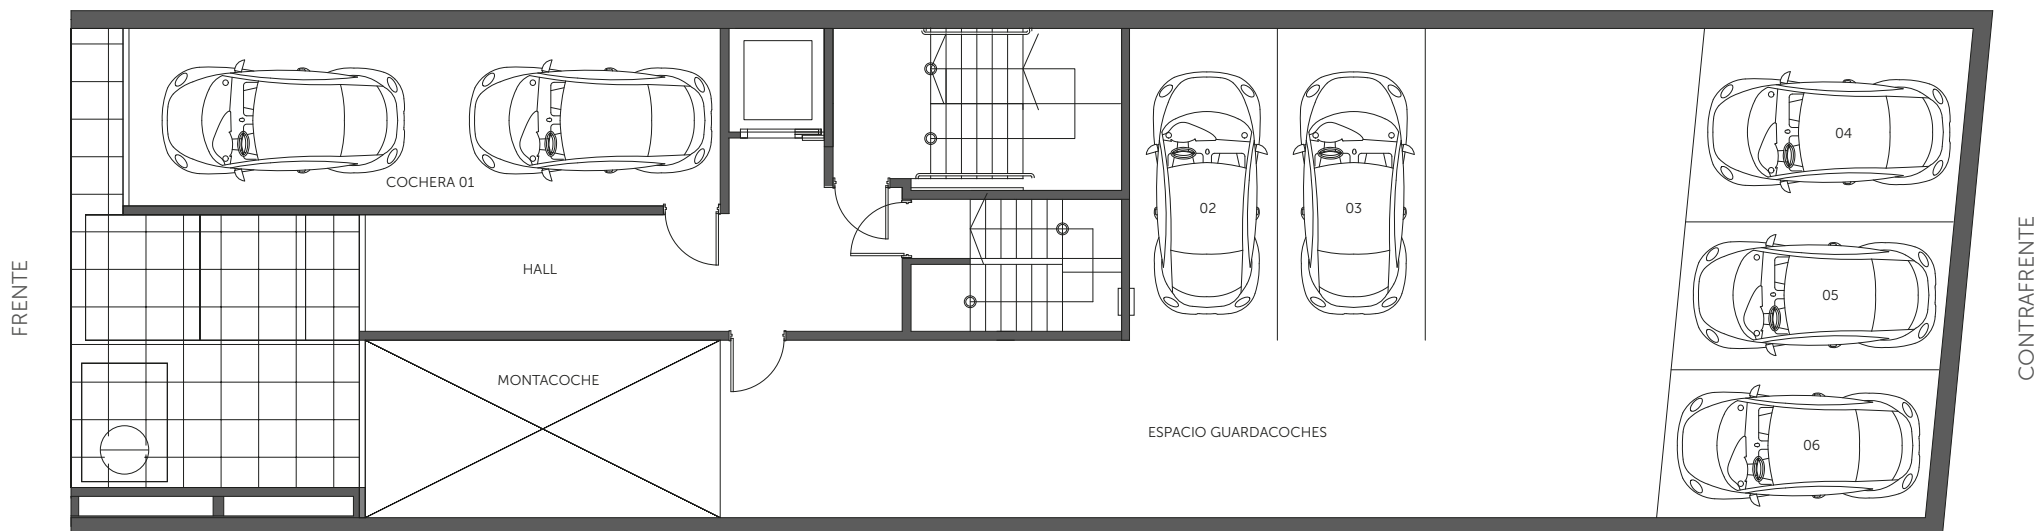 FRENTE
COCHERA 01
HALL
MONTACOCHE
02
03
ESPACIO GUARDACOCHES
04
05
06
CONTRAFRENTE